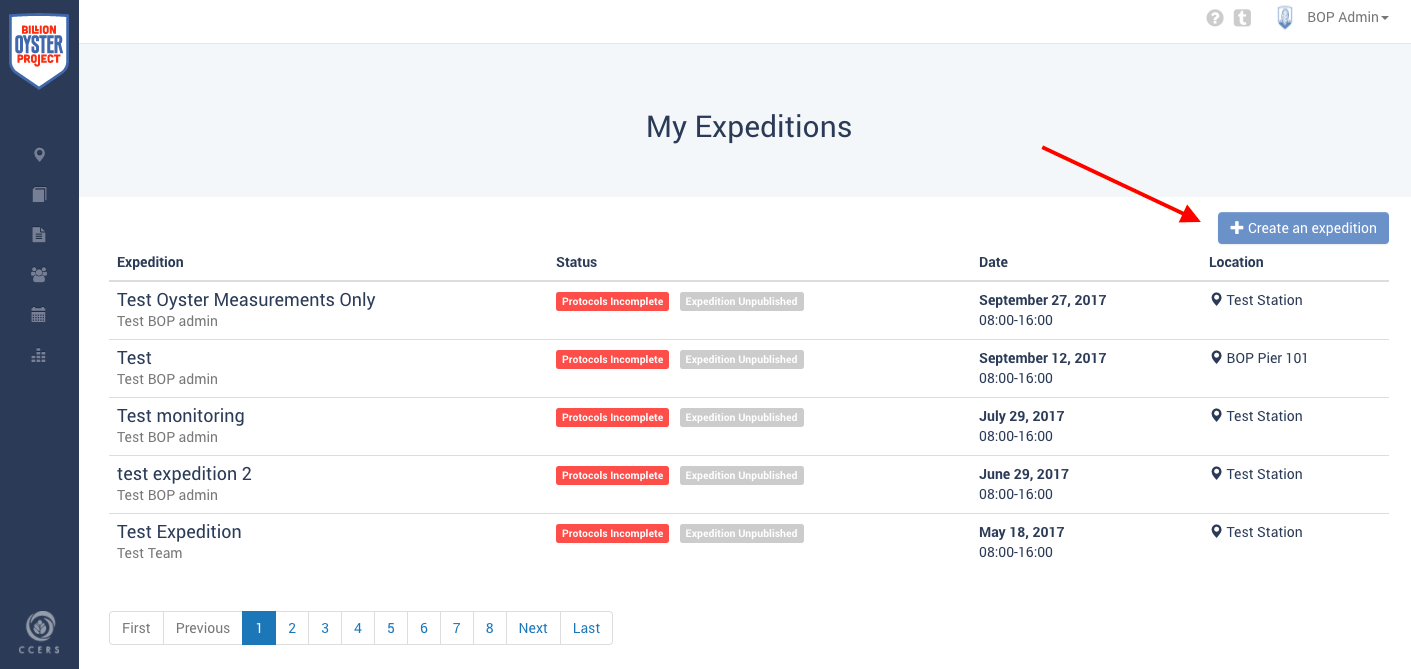 BILLION
OYSTER
PROJECT
? t BOP Admin
My Expeditions
+ Create an expedition
Expedition Status Date Location
Test Oyster Measurements Only Protocols Incomplete Expedition Unpublished September 27, 2017 Test Station
Test BOP admin 08:00-16:00
Test Protocols Incomplete Expedition Unpublished September 12, 2017 BOP Pier 101
Test BOP admin 08:00-16:00
Test monitoring Protocols Incomplete Expedition Unpublished July 29, 2017 Test Station
Test BOP admin 08:00-16:00
test expedition 2 Protocols Incomplete Expedition Unpublished June 29, 2017 Test Station
Test BOP admin 08:00-16:00
Test Expedition Protocols Incomplete Expedition Unpublished May 18, 2017 Test Station
Test Team 08:00-16:00
First Previous 1 2 3 4 5 6 7 8 Next Last
CCERS